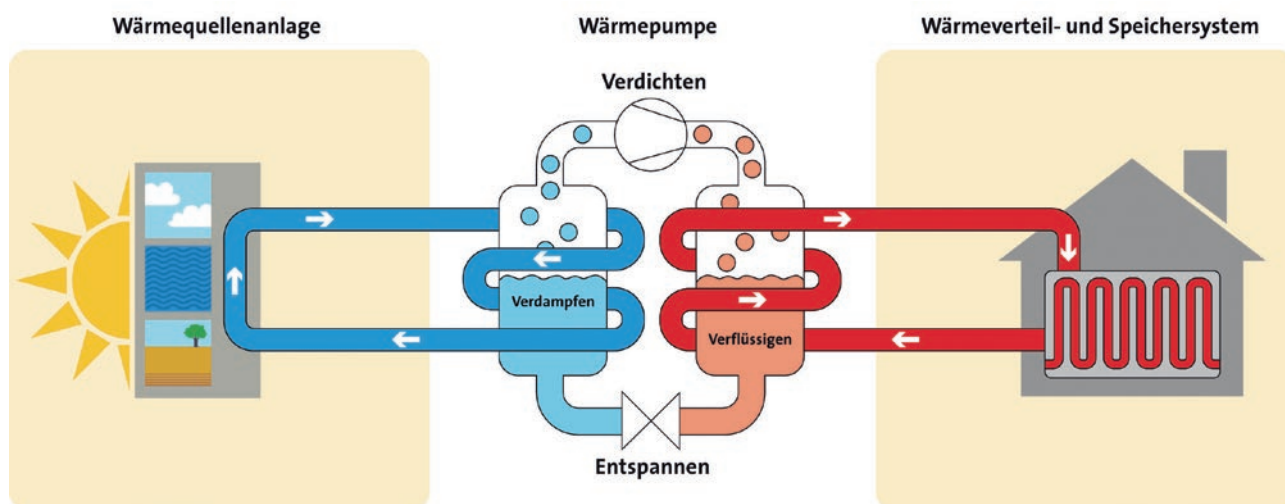 Wärmequellenanlage
Wärmepumpe
Wärmeverteil- und Speichersystem
Verdichten
Verdampfen
Verflüssigen
Entspannen